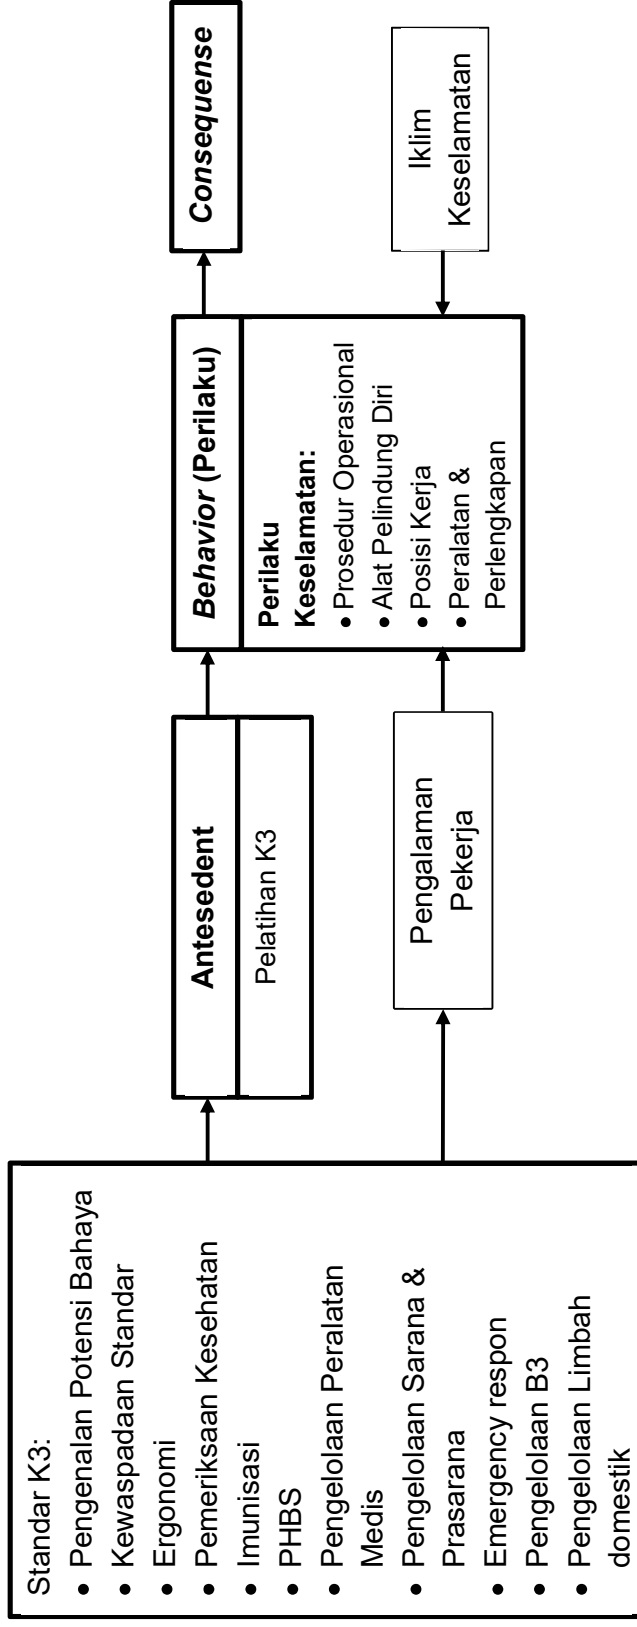 Standar K3:
• Pengenalan Potensi Bahaya
• Kewaspadaan Standar
• Ergonomi
• Pemeriksaan Kesehatan
• Imunisasi
• PHBS
• Pengelolaan Peralatan
Medis
• Pengelolaan Sarana &
Prasarana
• Emergency respon
• Pengelolaan B3
• Pengelolaan Limbah
domestik
Antesedent
Pelatihan K3
Pengalaman
Pekerja
Behavior (Perilaku)
Perilaku
Keselamatan:
• Prosedur Operasional
• Alat Pelindung Diri
• Posisi Kerja
• Peralatan &
Perlengkapan
Consequense
Iklim
Keselamatan